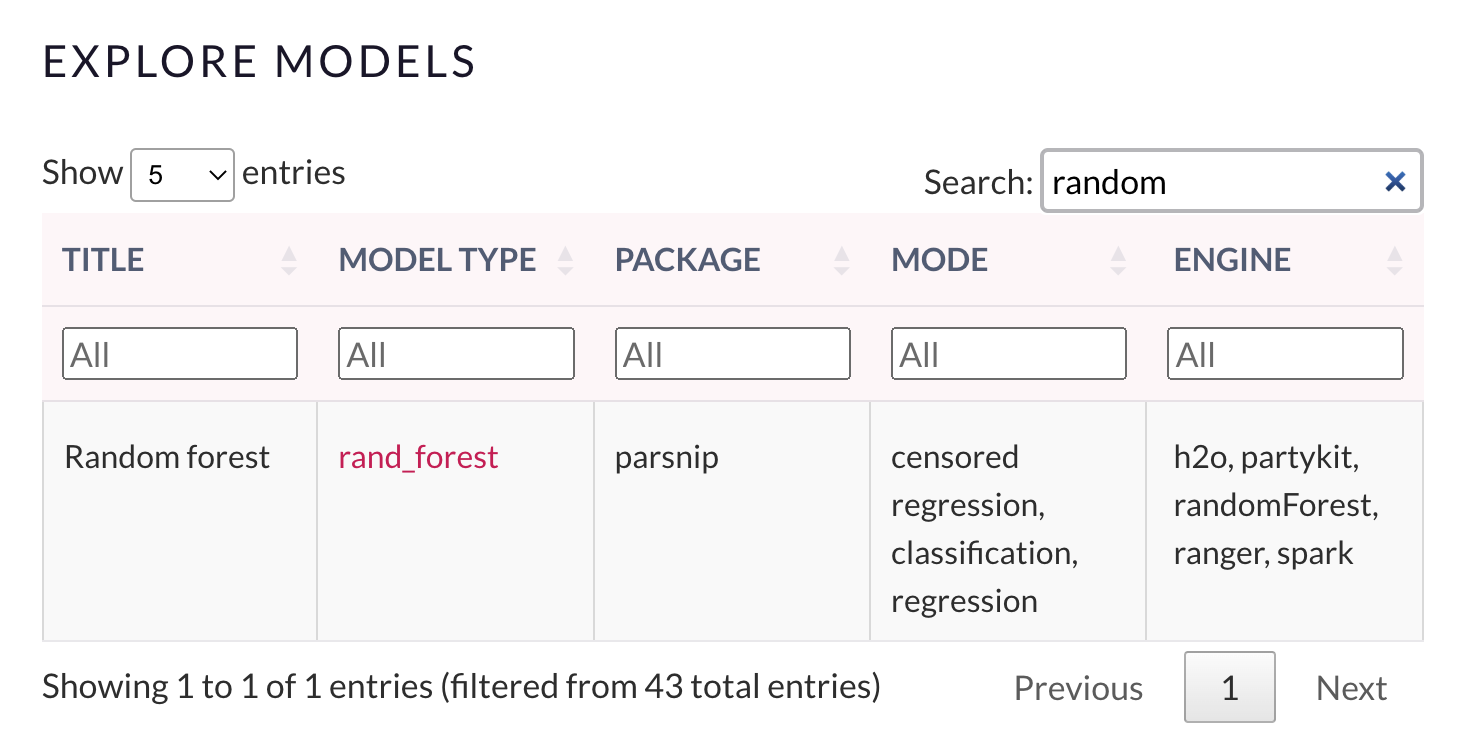 EXPLORE MODELS
Show 5 entries
Search: random
TITLE MODEL TYPE PACKAGE MODE ENGINE
All All All All All
Random forest rand_forest parsnip censored h2o, partykit,
regression, randomForest,
classification, ranger, spark
regression
Showing 1 to 1 of 1 entries (filtered from 43 total entries) Previous 1 Next